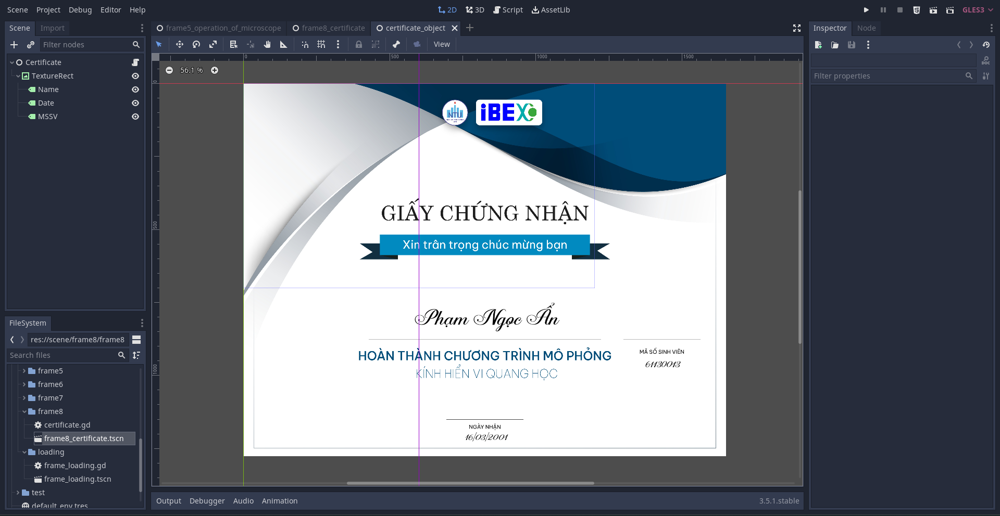 Scene Project Debug Editor Help
2D 3D Script AssetLib
GLES3
Scene Import
frame5_operation_of_microscope frame8_certificate certificate_object
Inspector Node
Filter nodes
View
Certificate
TextureRect
Name
Date
MSSV
0 500 1000 1500
56.1 %
0
500
1000
Filter properties
NTU
iBEXC
GIẤY CHỨNG NHẬN
Xin trân trọng chúc mừng bạn
Phạm Ngọc Ẩn
HOÀN THÀNH CHƯƠNG TRÌNH MÔ PHỎNG
KÍNH HIỂN VI QUANG HỌC
MÃ SỐ SINH VIÊN
61130013
NGÀY NHẬN
16/03/2001
FileSystem
res://scene/frame8/frame8
Search files
frame5
frame6
frame7
frame8
certificate.gd
frame8_certificate.tscn
loading
frame_loading.gd
frame_loading.tscn
test
default_env.tres
Output Debugger Audio Animation
3.5.1.stable